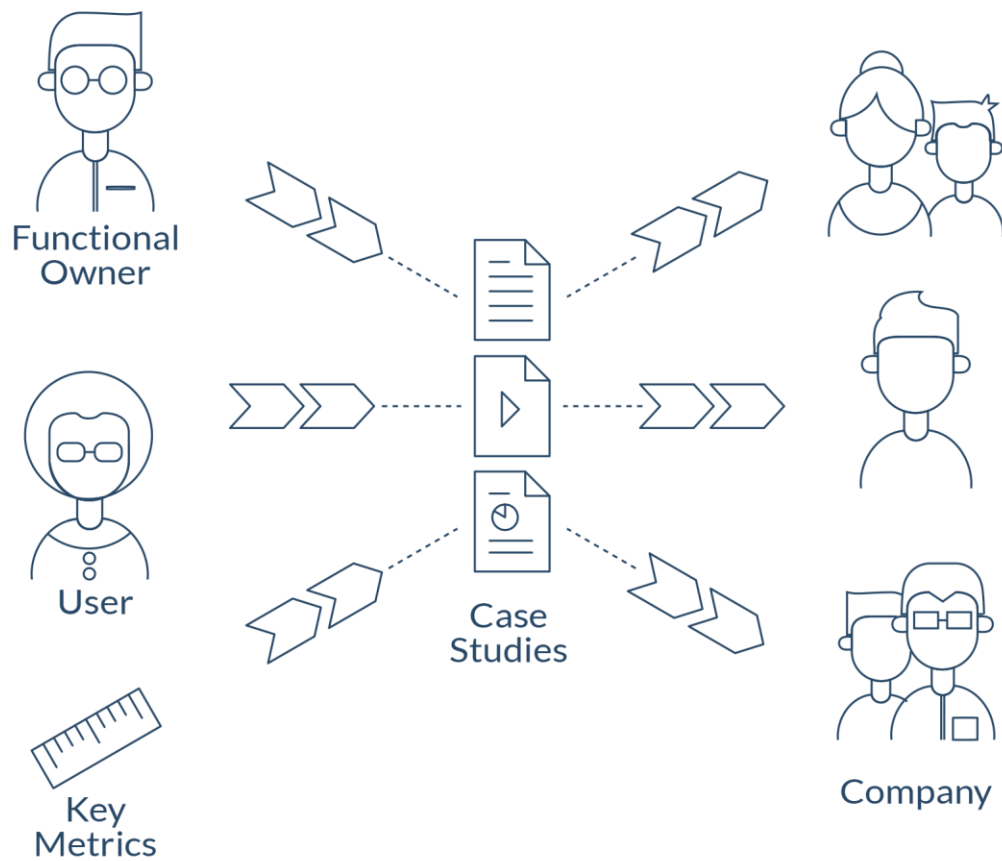 Functional
Owner
User
Key
Metrics
Case
Studies
Company